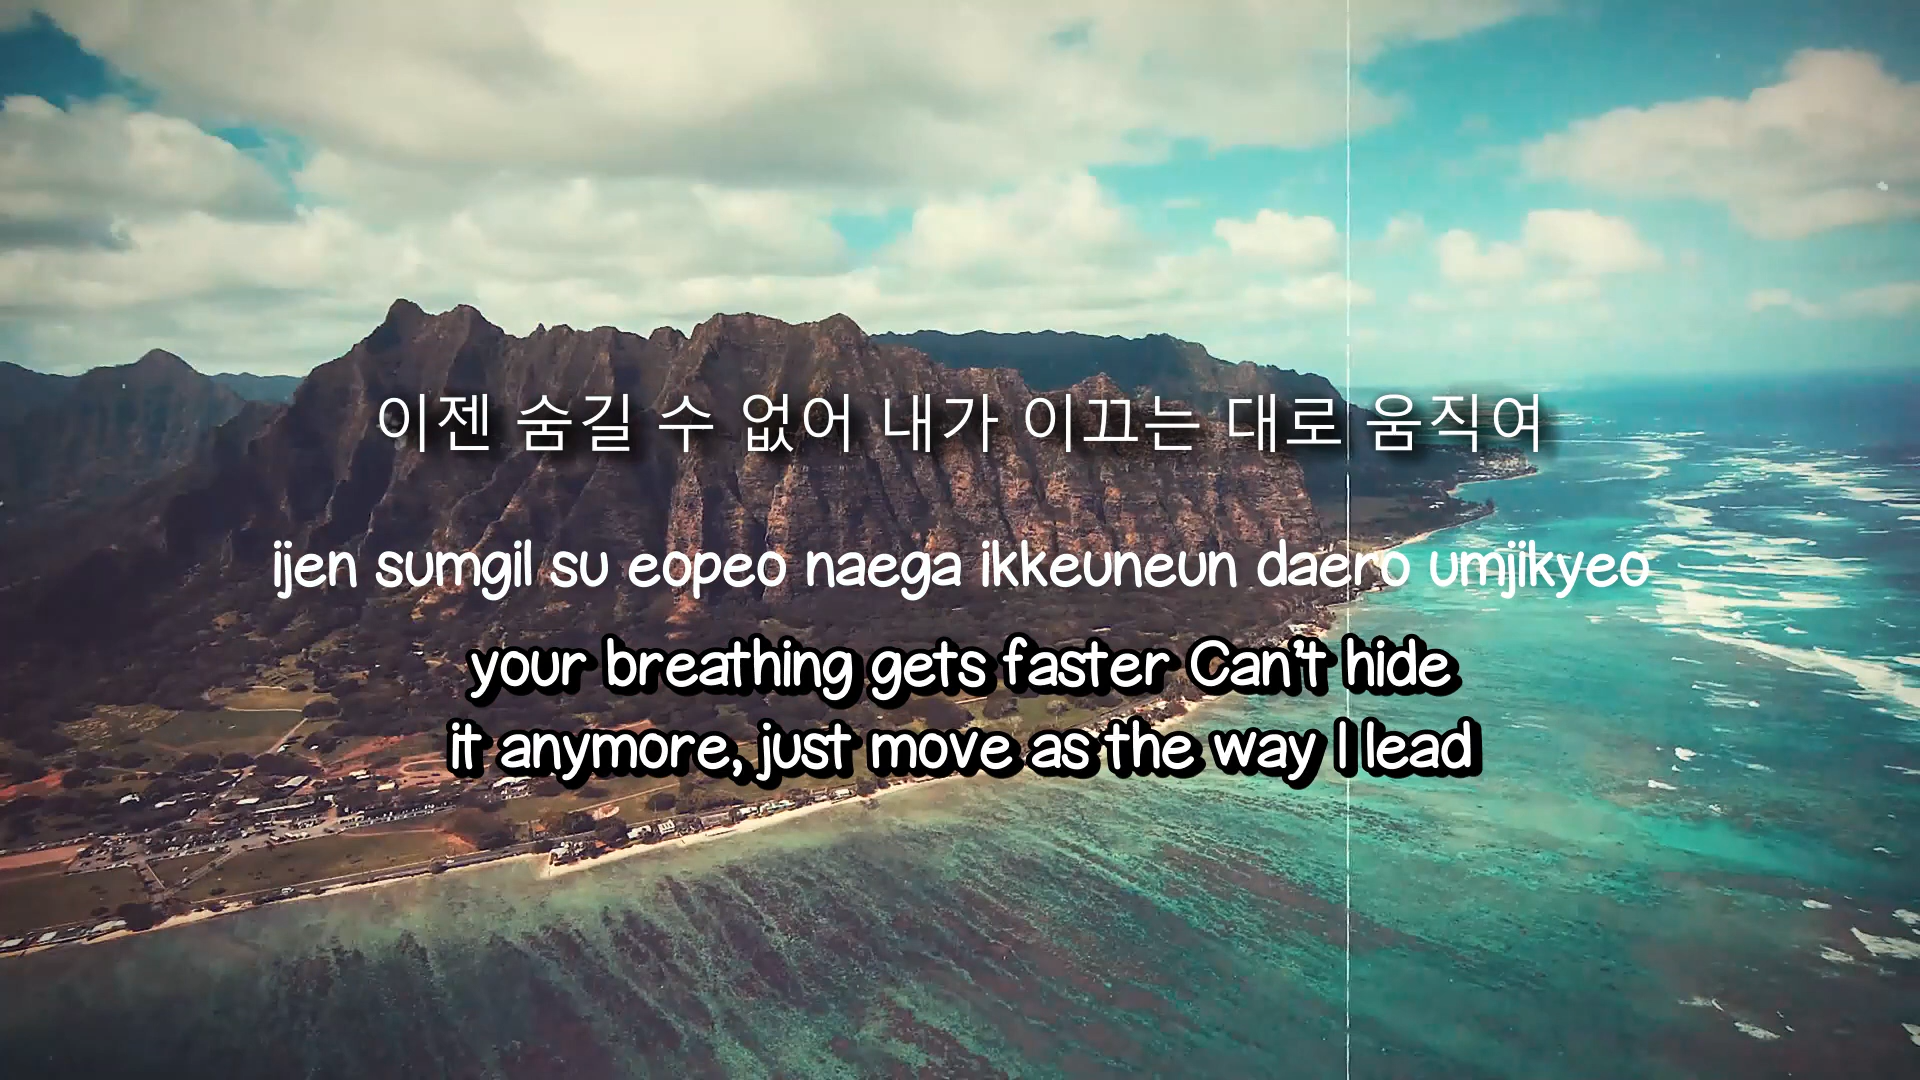 이젠 숨길 수 없어 내가 이끄는 대로 움직여
ijen sumgil su eopeo naega ikkeuneun daero umjikyeo
your breathing gets faster Can't hide
it anymore, just move as the way I lead